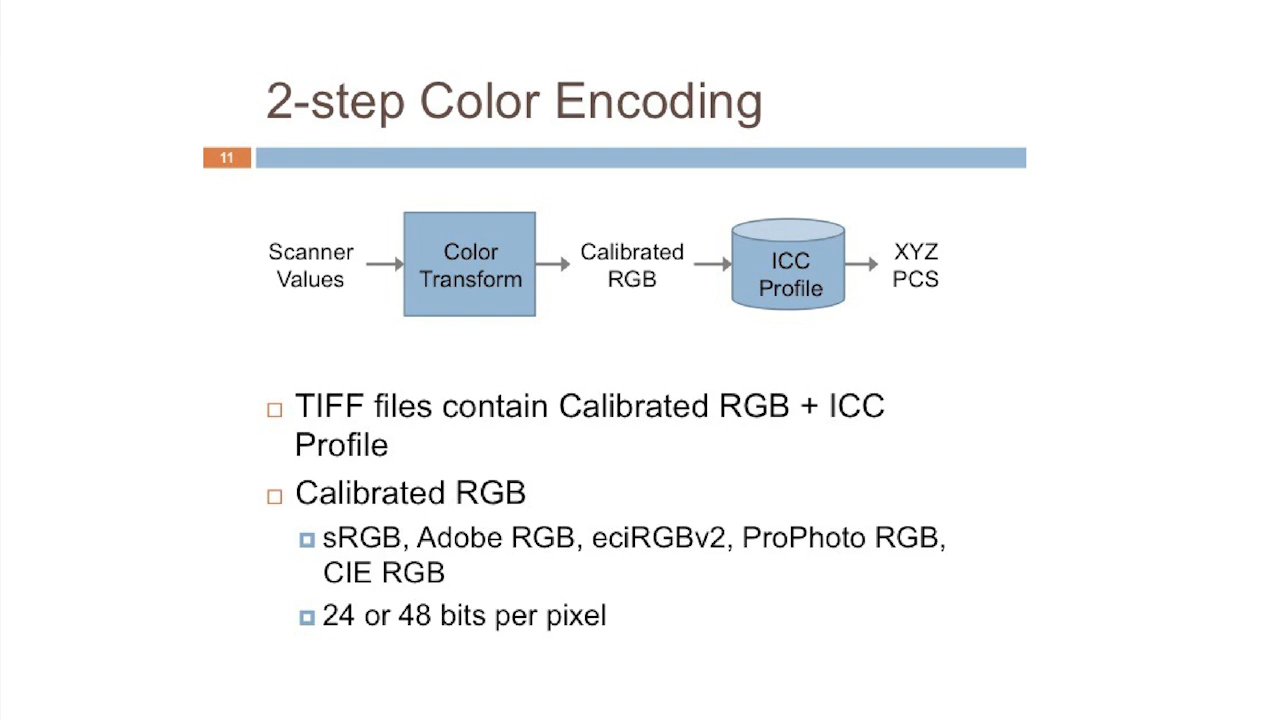 2-step Color Encoding
11
Scanner
Values
Color
Transform
Calibrated
RGB
ICC
Profile
XYZ
PCS
TIFF files contain Calibrated RGB + ICC
Profile
Calibrated RGB
sRGB, Adobe RGB, eciRGBv2, ProPhoto RGB,
CIE RGB
24 or 48 bits per pixel